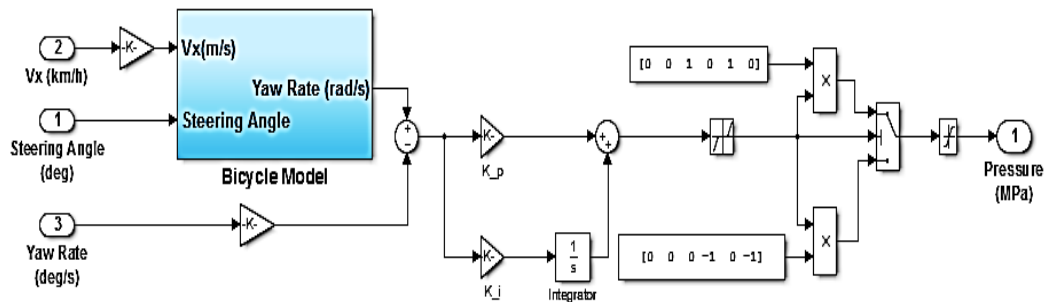 2
Vx (km/h)
-K-
Vx(m/s)
Yaw Rate (rad/s)
1
Steering Angle
(deg)
Steering Angle
Bicycle Model
3
Yaw Rate
(deg/s)
-K-
+
−
K-
K_p
K-
K_i
1
s
Integrator
+
+
[0 0 1 0 1 0]
X
[0 0 0 -1 0 -1]
X
1
Pressure
(MPa)